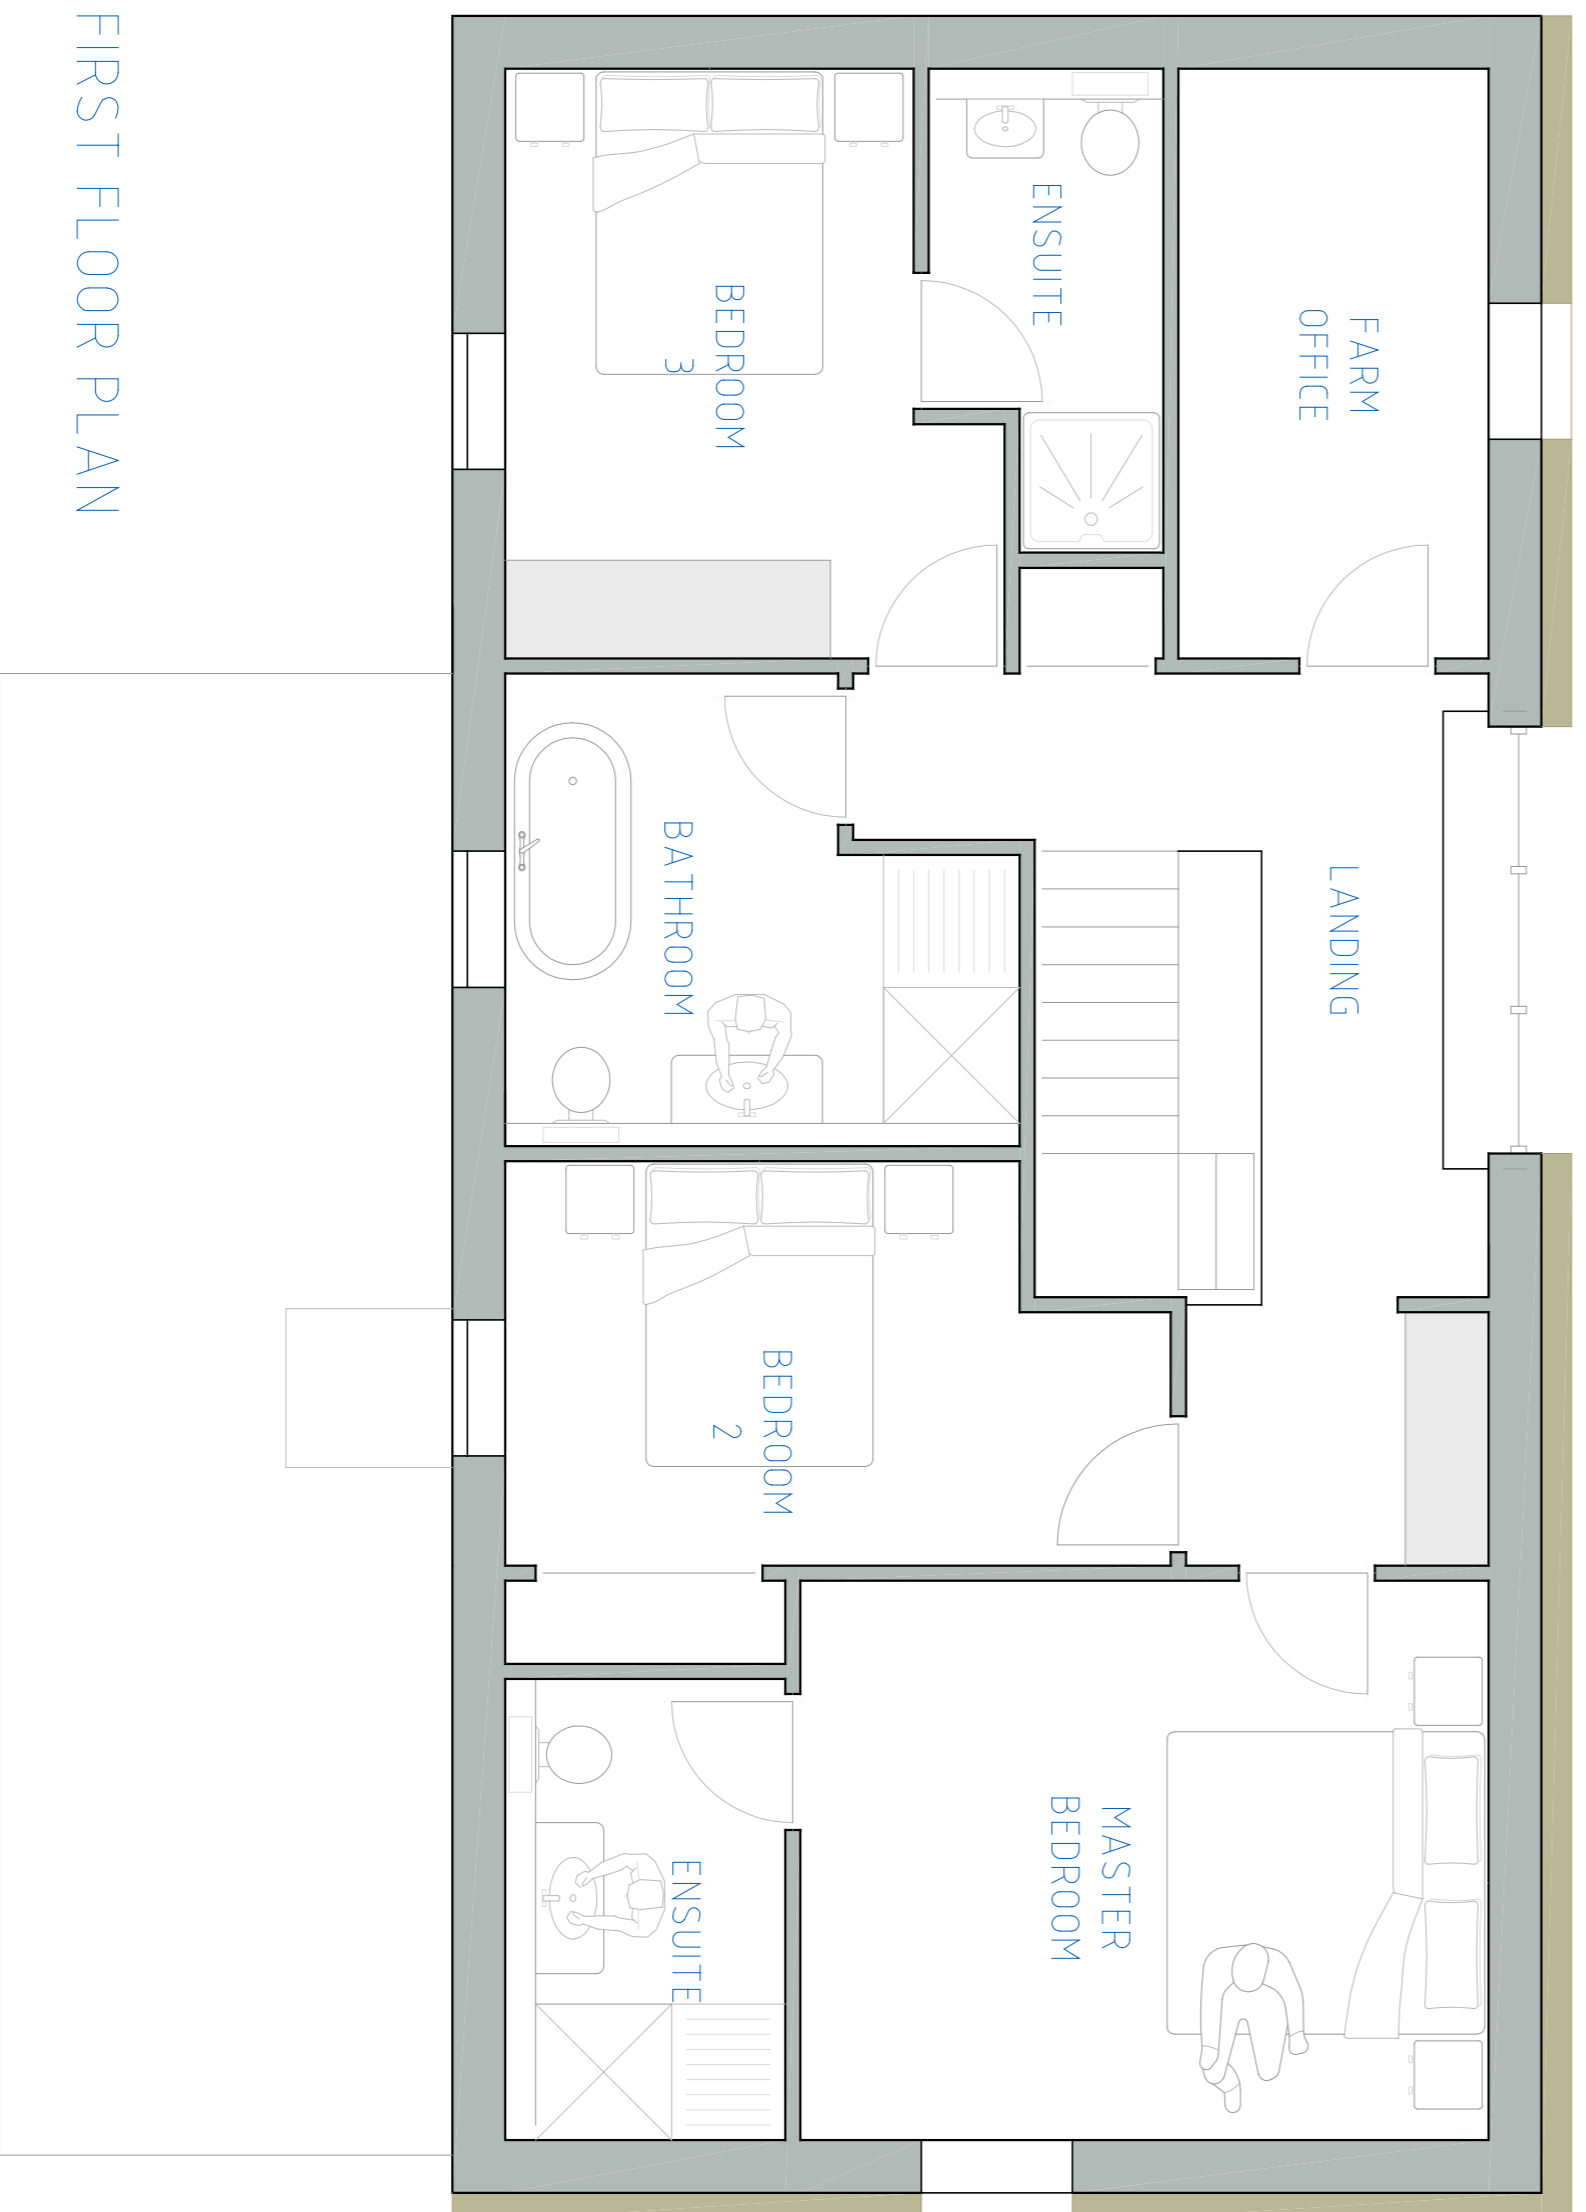 FARM
OFFICE
ENSUITE
BEDROOM
3
LANDING
BATHROOM
BEDROOM
2
MASTER
BEDROOM
ENSUITE
FIRST FLOOR PLAN